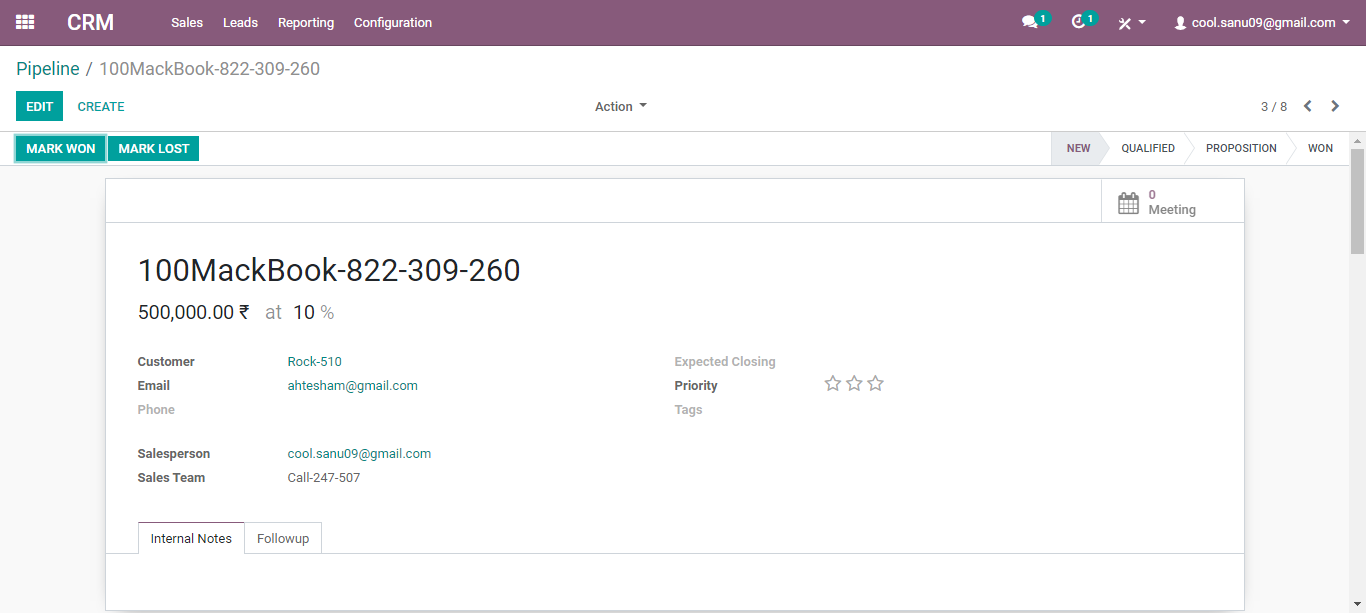 CRM Sales Leads Reporting Configuration 1 1 cool.sanu09@gmail.com
Pipeline / 100MackBook-822-309-260
EDIT CREATE Action 3 / 8
MARK WON MARK LOST NEW QUALIFIED PROPOSITION WON
0
Meeting
100MackBook-822-309-260
500,000.00 ₹ at 10 %
Customer Rock-510 Expected Closing
Email ahtesham@gmail.com Priority
Phone Tags
Salesperson cool.sanu09@gmail.com
Sales Team Call-247-507
Internal Notes Followup